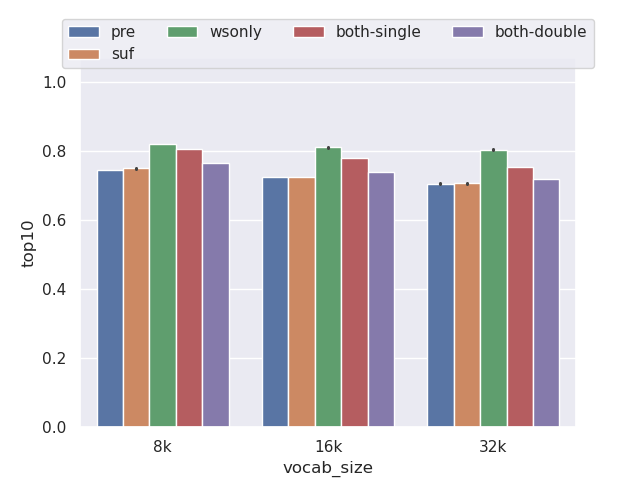 pre wsonly both-single both-double
suf
1.0
0.8
0.6
0.4
0.2
0.0
top10
8k 16k 32k
vocab_size